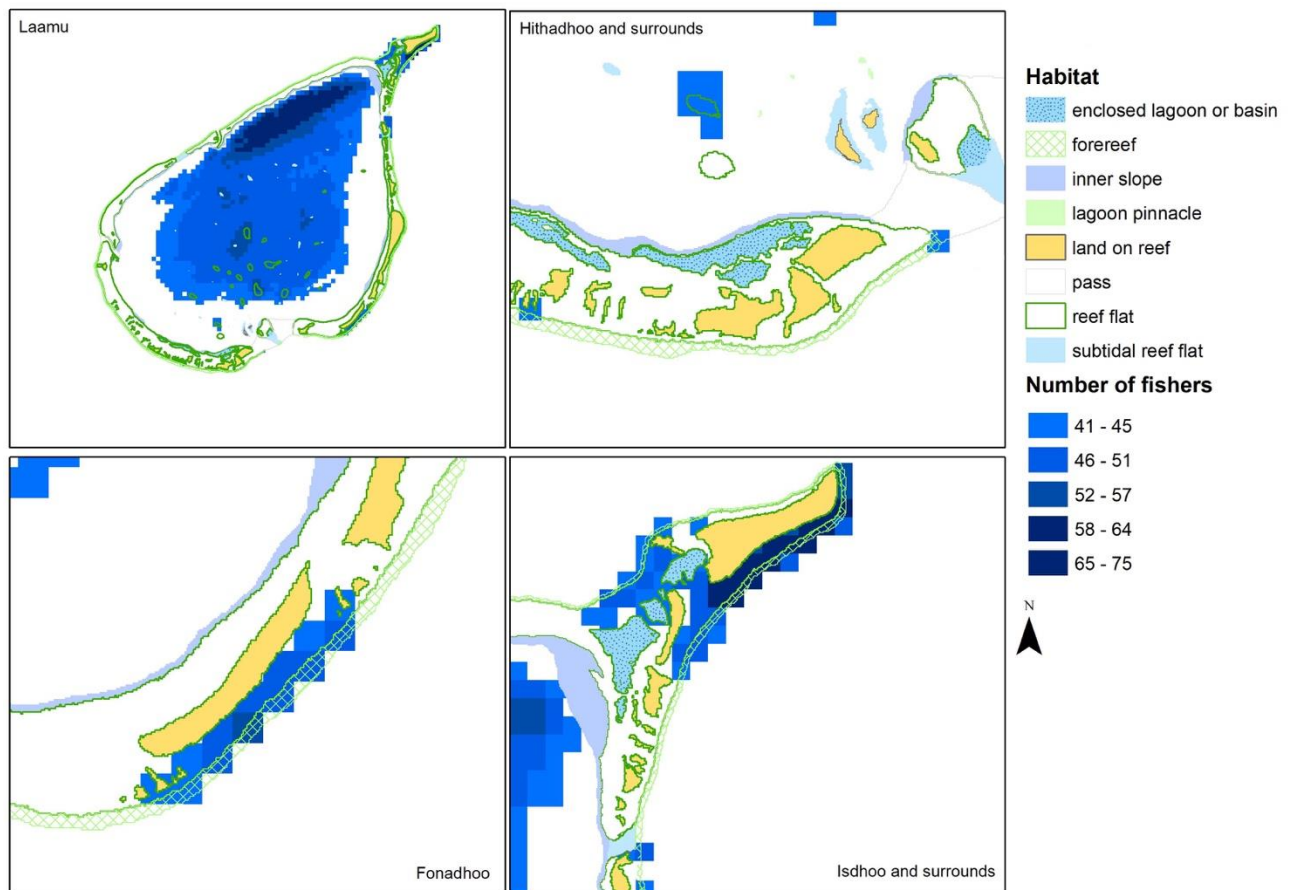 Laamu
Hithadhoo and surrounds
Fonadhoo
Isdhoo and surrounds
Habitat
enclosed lagoon or basin
forereef
inner slope
lagoon pinnacle
land on reef
pass
reef flat
subtidal reef flat
Number of fishers
41 - 45
46 - 51
52 - 57
58 - 64
65 - 75
N